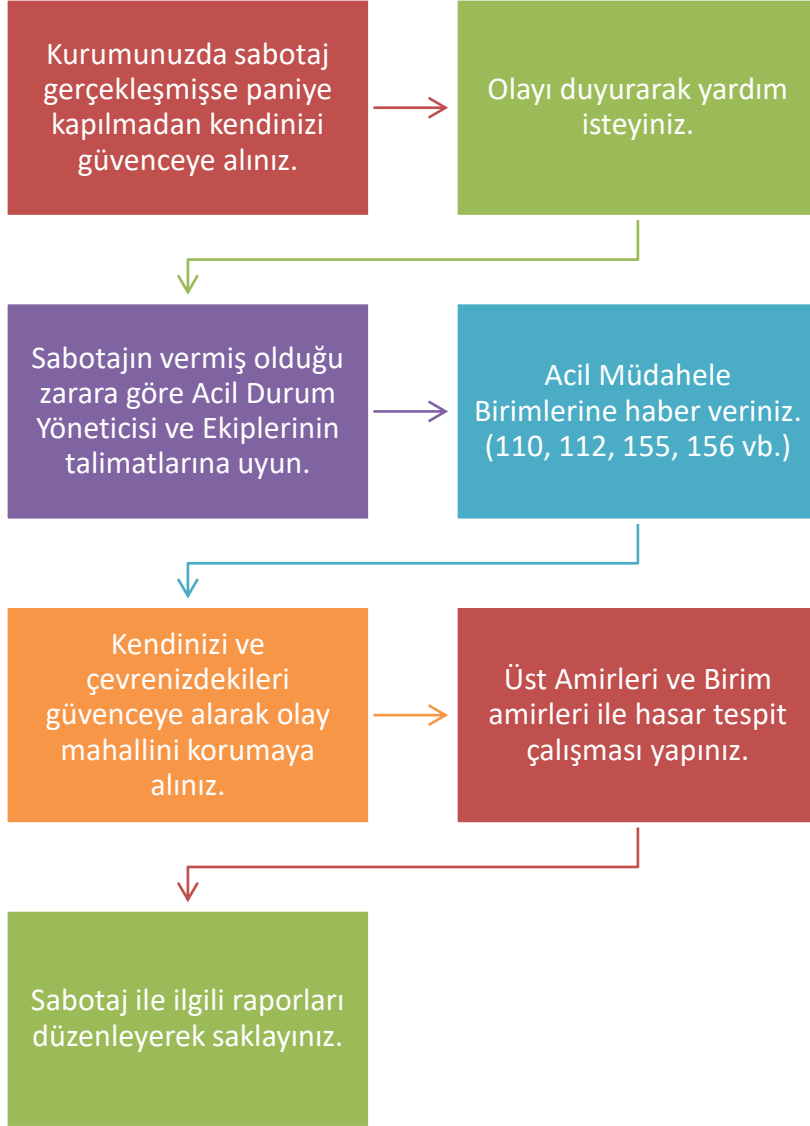 Kurumunuzda sabotaj
gerçekleşmişse paniye
kapılmadan kendinizi
güvenceye alınız.
Olayı duyurarak yardım
isteyiniz.
Sabotajın vermiş olduğu
zarara göre Acil Durum
Yöneticisi ve Ekiplerinin
talimatlarına uyun.
Acil Müdahele
Birimlerine haber veriniz.
(110, 112, 155, 156 vb.)
Kendinizi ve
çevrenizdekileri
güvenceye alarak olay
mahallini korumaya
alınız.
Üst Amirleri ve Birim
amirleri ile hasar tespit
çalışması yapınız.
Sabotaj ile ilgili raporları
düzenleyerek saklayınız.